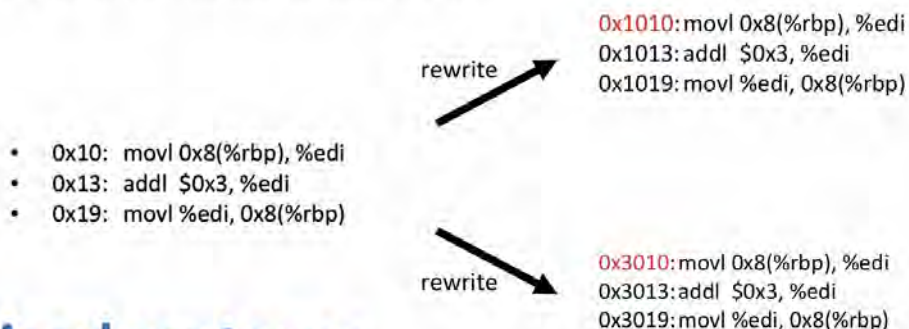 0x1010: movl 0x8(%rbp), %edi
0x1013: addl $0x3, %edi
0x1019: movl %edi, 0x8(%rbp)
rewrite
• 0x10: movl 0x8(%rbp), %edi
• 0x13: addl $0x3, %edi
• 0x19: movl %edi, 0x8(%rbp)
rewrite
0x3010: movl 0x8(%rbp), %edi
0x3013: addl $0x3, %edi
0x3019: movl %edi, 0x8(%rbp)